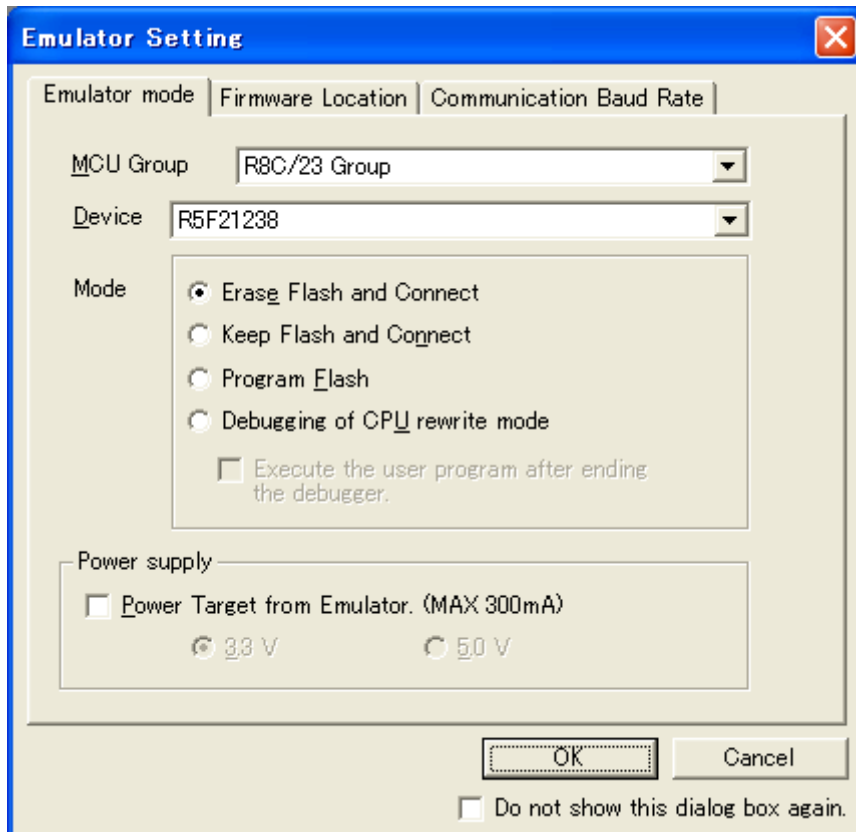 Emulator Setting
Emulator mode
Firmware Location
Communication Baud Rate
MCU Group
R8C/23 Group
Device
R5F21238
Mode
Erase Flash and Connect
Keep Flash and Connect
Program Flash
Debugging of CPU rewrite mode
Execute the user program after ending
the debugger.
Power supply
Power Target from Emulator. (MAX 300mA)
3.3 V
5.0 V
OK
Cancel
Do not show this dialog box again.